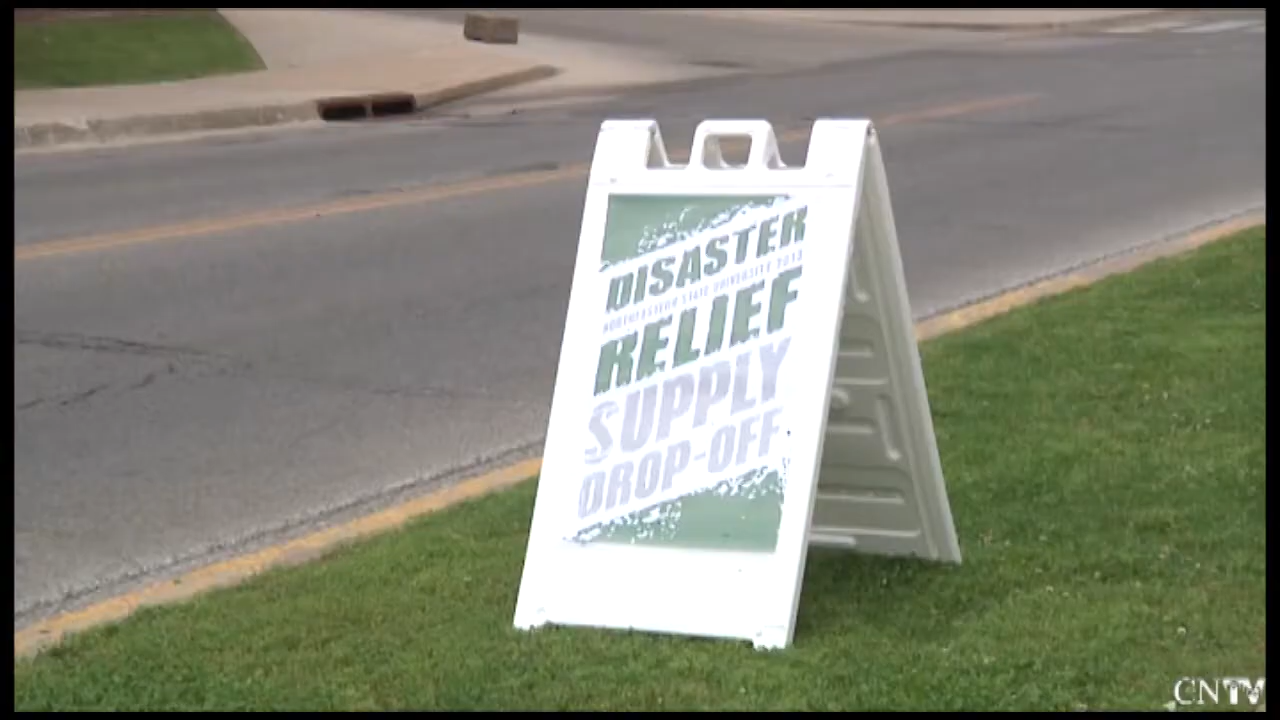 DISASTER
NORTHEASTERN STATE UNIVERSITY 2013
RELIEF
SUPPLY
DROP-OFF
CNTV